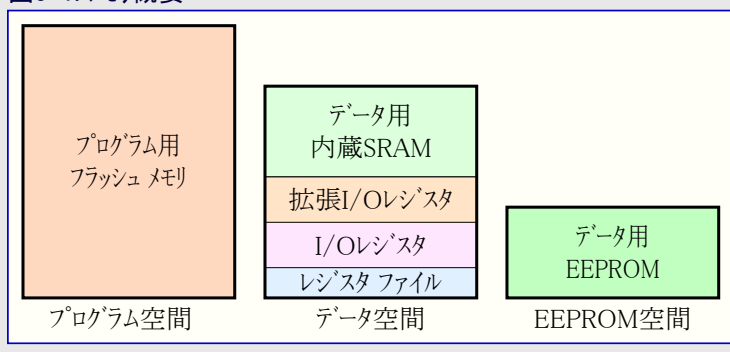 プログラム用
フラッシュ メモリ
プログラム空間
データ用
内蔵SRAM
拡張I/Oレジスタ
I/Oレジスタ
レジスタ ファイル
データ空間
データ用
EEPROM
EEPROM空間